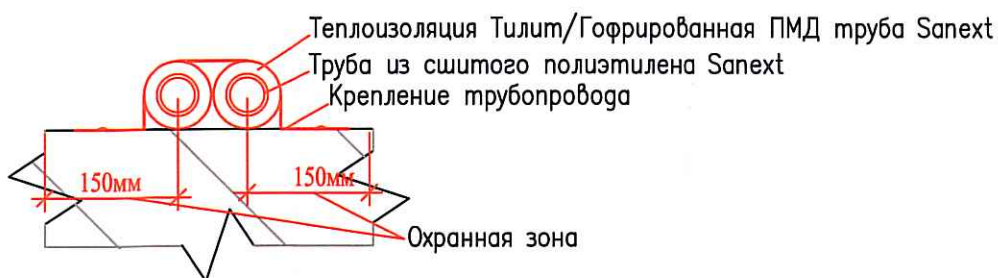 Теплоизоляция Тилит/Гофрированная ПМД труба Sanext
Труба из сшитого полиэтилена Sanext
Крепление трубопровода
150мм
150мм
Охранная зона